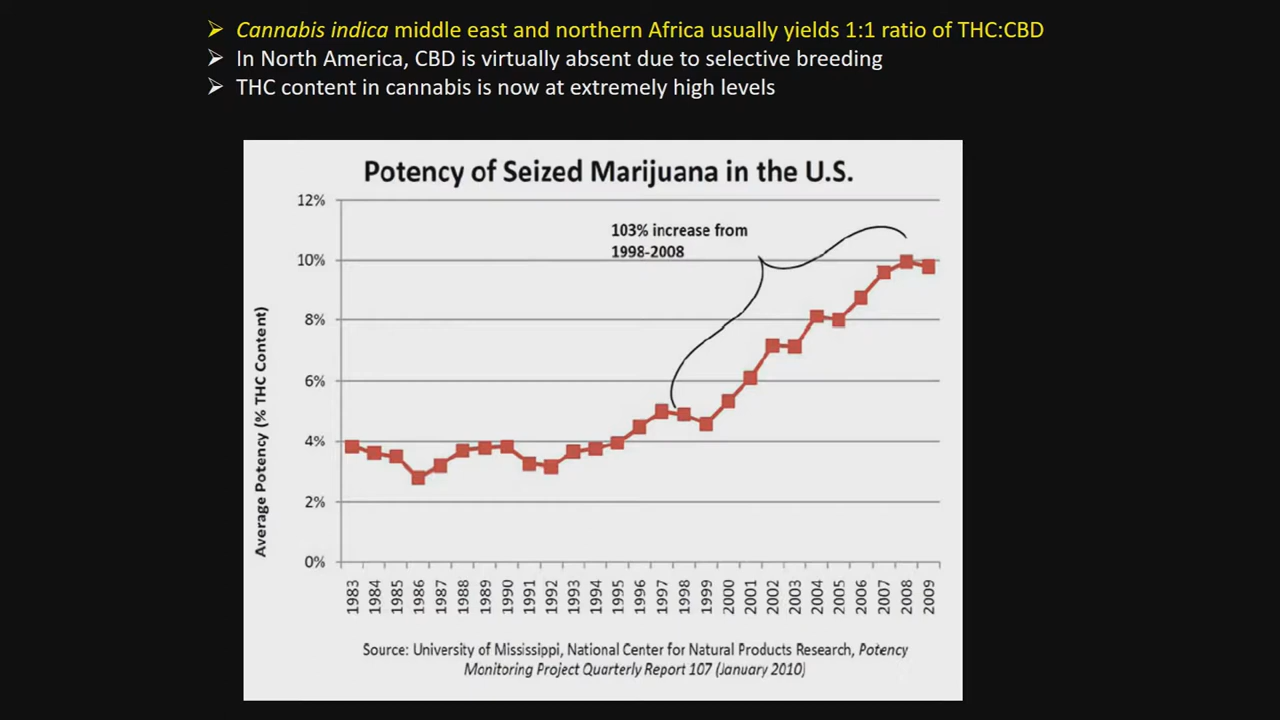 Cannabis indica middle east and northern Africa usually yields 1:1 ratio of THC:CBD
In North America, CBD is virtually absent due to selective breeding
THC content in cannabis is now at extremely high levels
Potency of Seized Marijuana in the U.S.
12%
103% increase from
1998-2008
10%
8%
6%
4%
2%
0%
Average Potency (% THC Content)
1983 1984 1985 1986 1987 1988 1989 1990 1991 1992 1993 1994 1995 1996 1997 1998 1999 2000 2001 2002 2003 2004 2005 2006 2007 2008 2009
Source: University of Mississippi, National Center for Natural Products Research, Potency
Monitoring Project Quarterly Report 107 (January 2010)